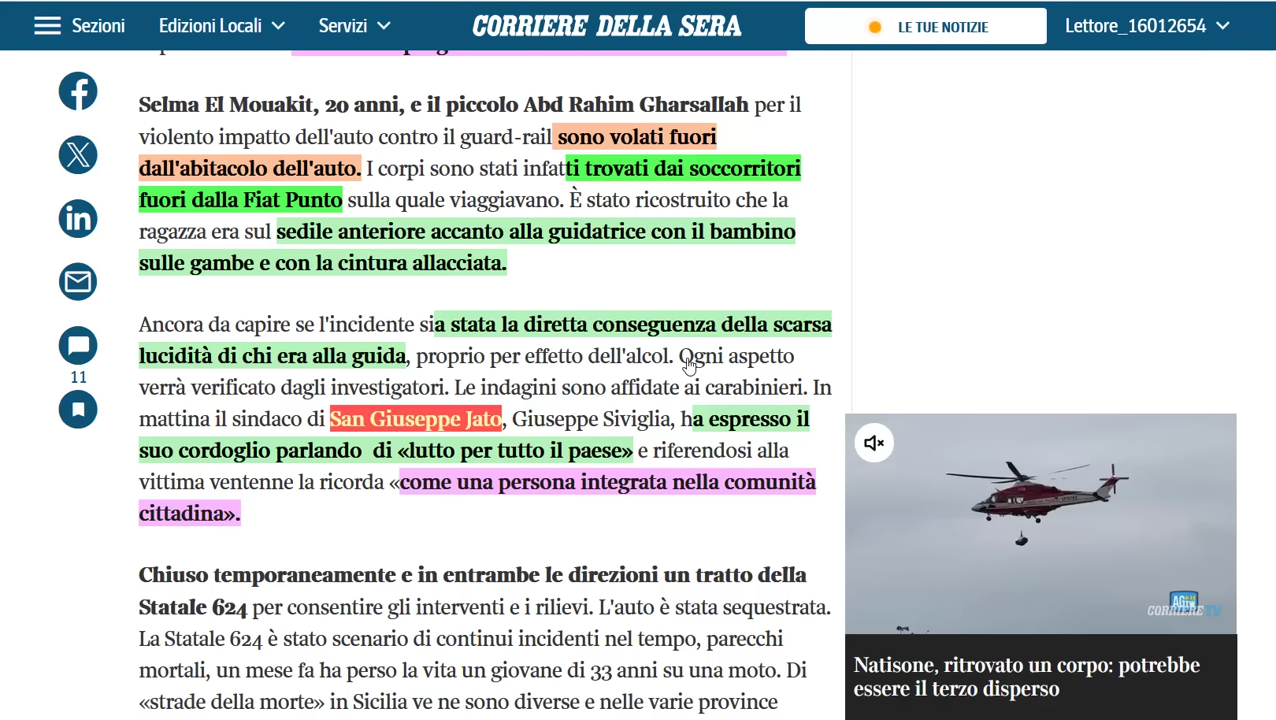 Sezioni
Edizioni Locali
Servizi
CORRIERE DELLA SERA
LE TUE NOTIZIE
Lettore_16012654
Selma El Mouakit, 20 anni, e il piccolo Abd Rahim Gharsallah per il
violento impatto dell'auto contro il guard-rail sono volati fuori
dall'abitacolo dell'auto. I corpi sono stati infatti trovati dai soccorritori
fuori dalla Fiat Punto sulla quale viaggiavano. È stato ricostruito che la
ragazza era sul sedile anteriore accanto alla guidatrice con il bambino
sulle gambe e con la cintura allacciata.
Ancora da capire se l'incidente sia stata la diretta conseguenza della scarsa
lucidità di chi era alla guida, proprio per effetto dell'alcol. Ogni aspetto
verrà verificato dagli investigatori. Le indagini sono affidate ai carabinieri. In
mattina il sindaco di San Giuseppe Jato, Giuseppe Siviglia, ha espresso il
suo cordoglio parlando di «lutto per tutto il paese» e riferendosi alla
vittima ventenne la ricorda «come una persona integrata nella comunità
cittadina».
Chiuso temporaneamente e in entrambe le direzioni un tratto della
Statale 624 per consentire gli interventi e i rilievi. L'auto è stata sequestrata.
La Statale 624 è stato scenario di continui incidenti nel tempo, parecchi
mortali, un mese fa ha perso la vita un giovane di 33 anni su una moto. Di
«strade della morte» in Sicilia ve ne sono diverse e nelle varie province
11
CORRIERE TV
Natisone, ritrovato un corpo: potrebbe
essere il terzo disperso